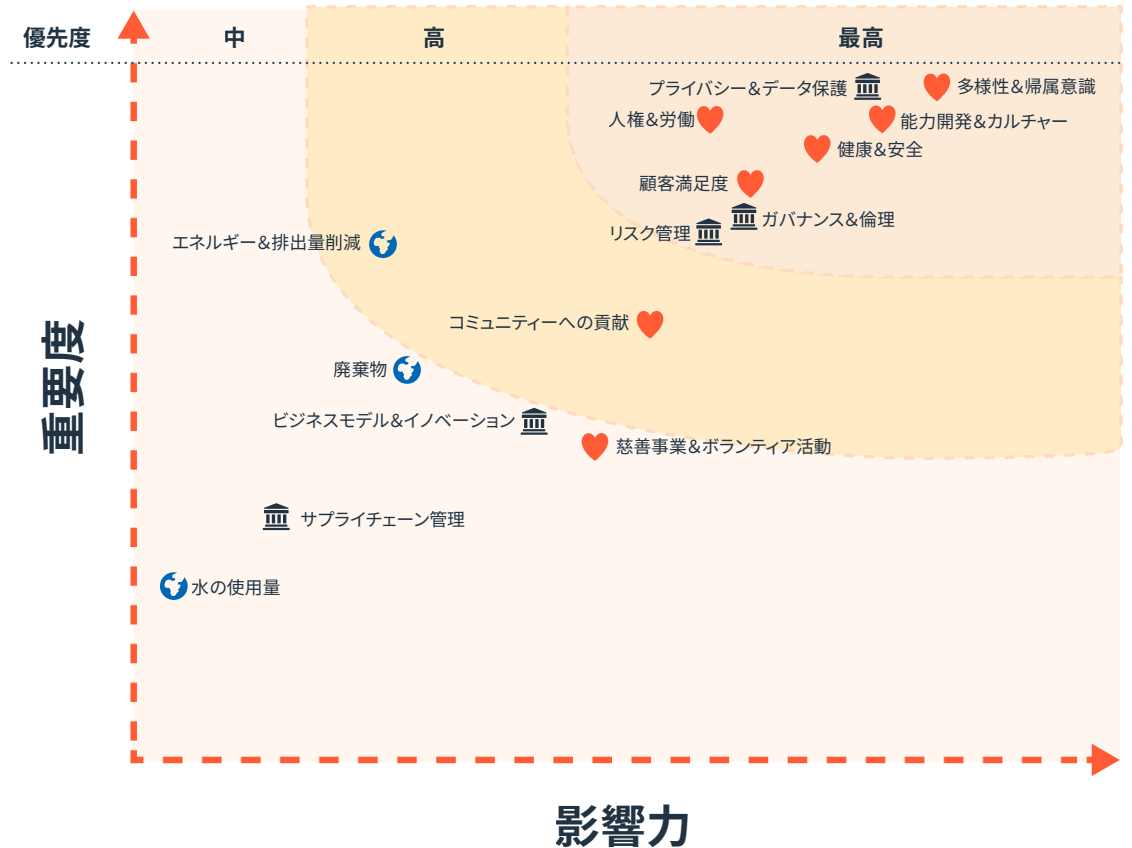 優先度
中
高
最高
プライバシー&データ保護
多様性&帰属意識
人権&労働
能力開発&カルチャー
健康&安全
顧客満足度
ガバナンス&倫理
リスク管理
エネルギー&排出量削減
コミュニティーへの貢献
廃棄物
ビジネスモデル&イノベーション
慈善事業&ボランティア活動
サプライチェーン管理
水の使用量
重要度
影響力